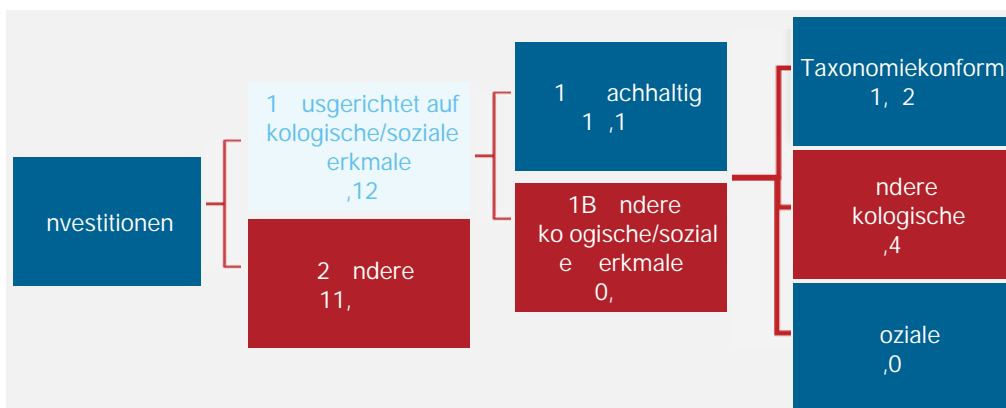 nvestitionen
1 usgerichtet auf
kologische/soziale
erkmale
,12
2 ndere
11,
1 achhaltig
1 ,1
1B ndere
ko ogische/sozial
e erkmale
0,
Taxonomiekonform
1, 2
ndere
kologische
,4
oziale
,0